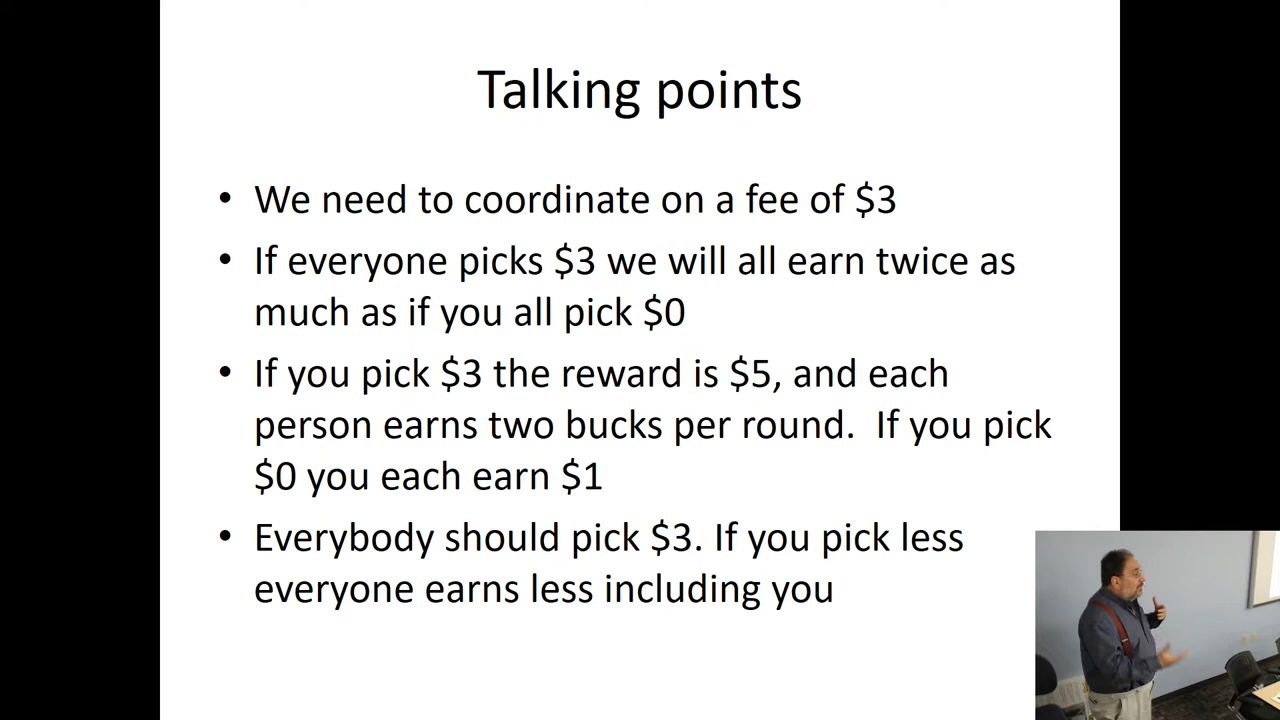 Talking points
• We need to coordinate on a fee of $3
• If everyone picks $3 we will all earn twice as
much as if you all pick $0
• If you pick $3 the reward is $5, and each
person earns two bucks per round.  If you pick
$0 you each earn $1
• Everybody should pick $3. If you pick less
everyone earns less including you